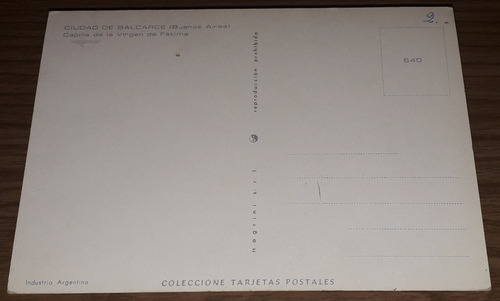 CIUDAD DE BALCARCE (Buenos Aires)
Capilla de la Virgen de Fátima
2.
640
reproducción prohibida
nagrini s r l
Industria Argentina
COLECCIONE TARJETAS POSTALES